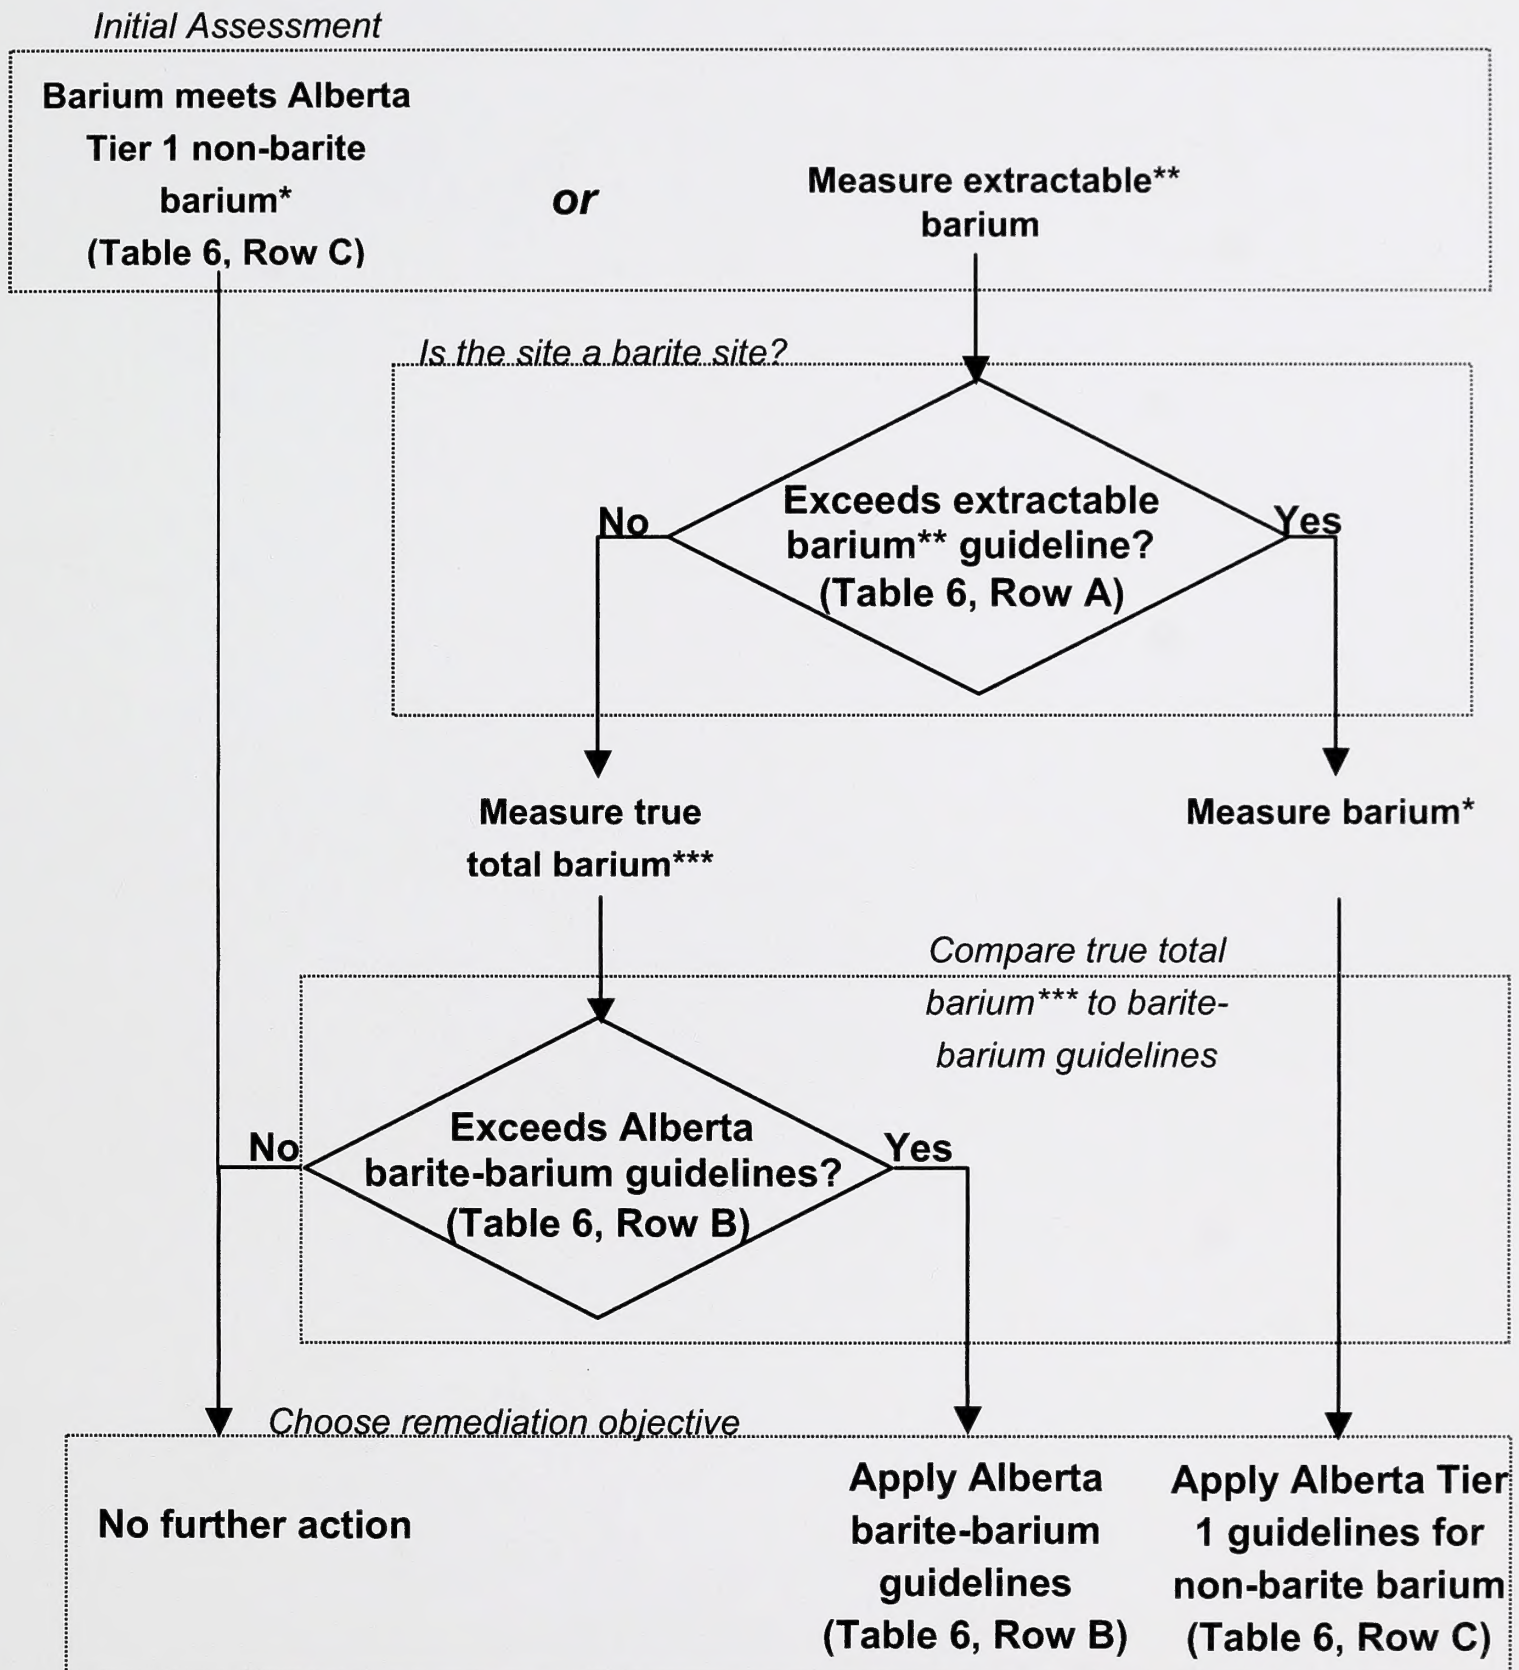 Initial Assessment
Barium meets Alberta
Tier 1 non-barite
barium*
(Table 6, Row C)
or
Measure extractable**
barium
Is the site a barite site?
Exceeds extractable
barium** guideline?
(Table 6, Row A)
No
Yes
Measure true
total barium***
Measure barium*
Compare true total
barium*** to barite-
barium guidelines
Exceeds Alberta
barite-barium guidelines?
(Table 6, Row B)
No
Yes
Choose remediation objective
No further action
Apply Alberta
barite-barium
guidelines
(Table 6, Row B)
Apply Alberta Tier
1 guidelines for
non-barite barium
(Table 6, Row C)